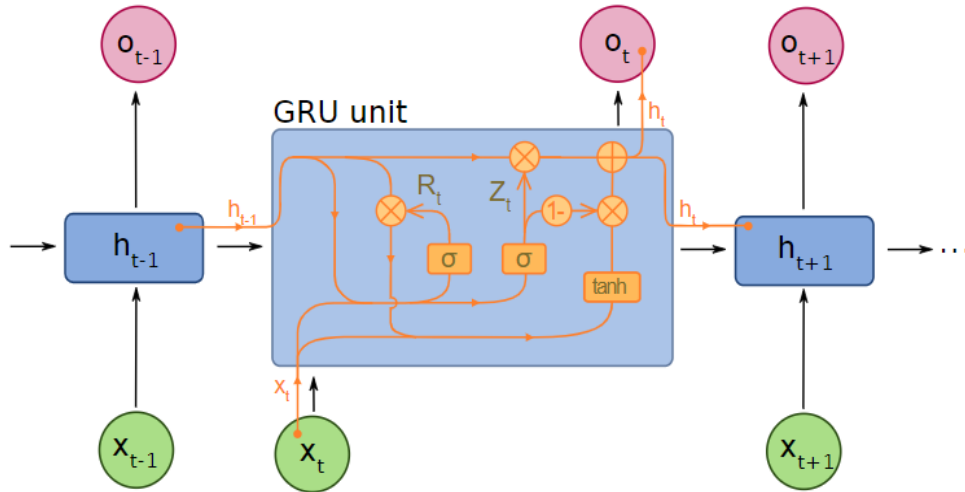 o_{t-1}
o_t
o_{t+1}
GRU unit
h_t
R_t
Z_t
h_{t-1}
1-
h_t
h_{t-1}
σ
σ
h_{t+1}
...
tanh
x_t
x_{t-1}
x_t
x_{t+1}